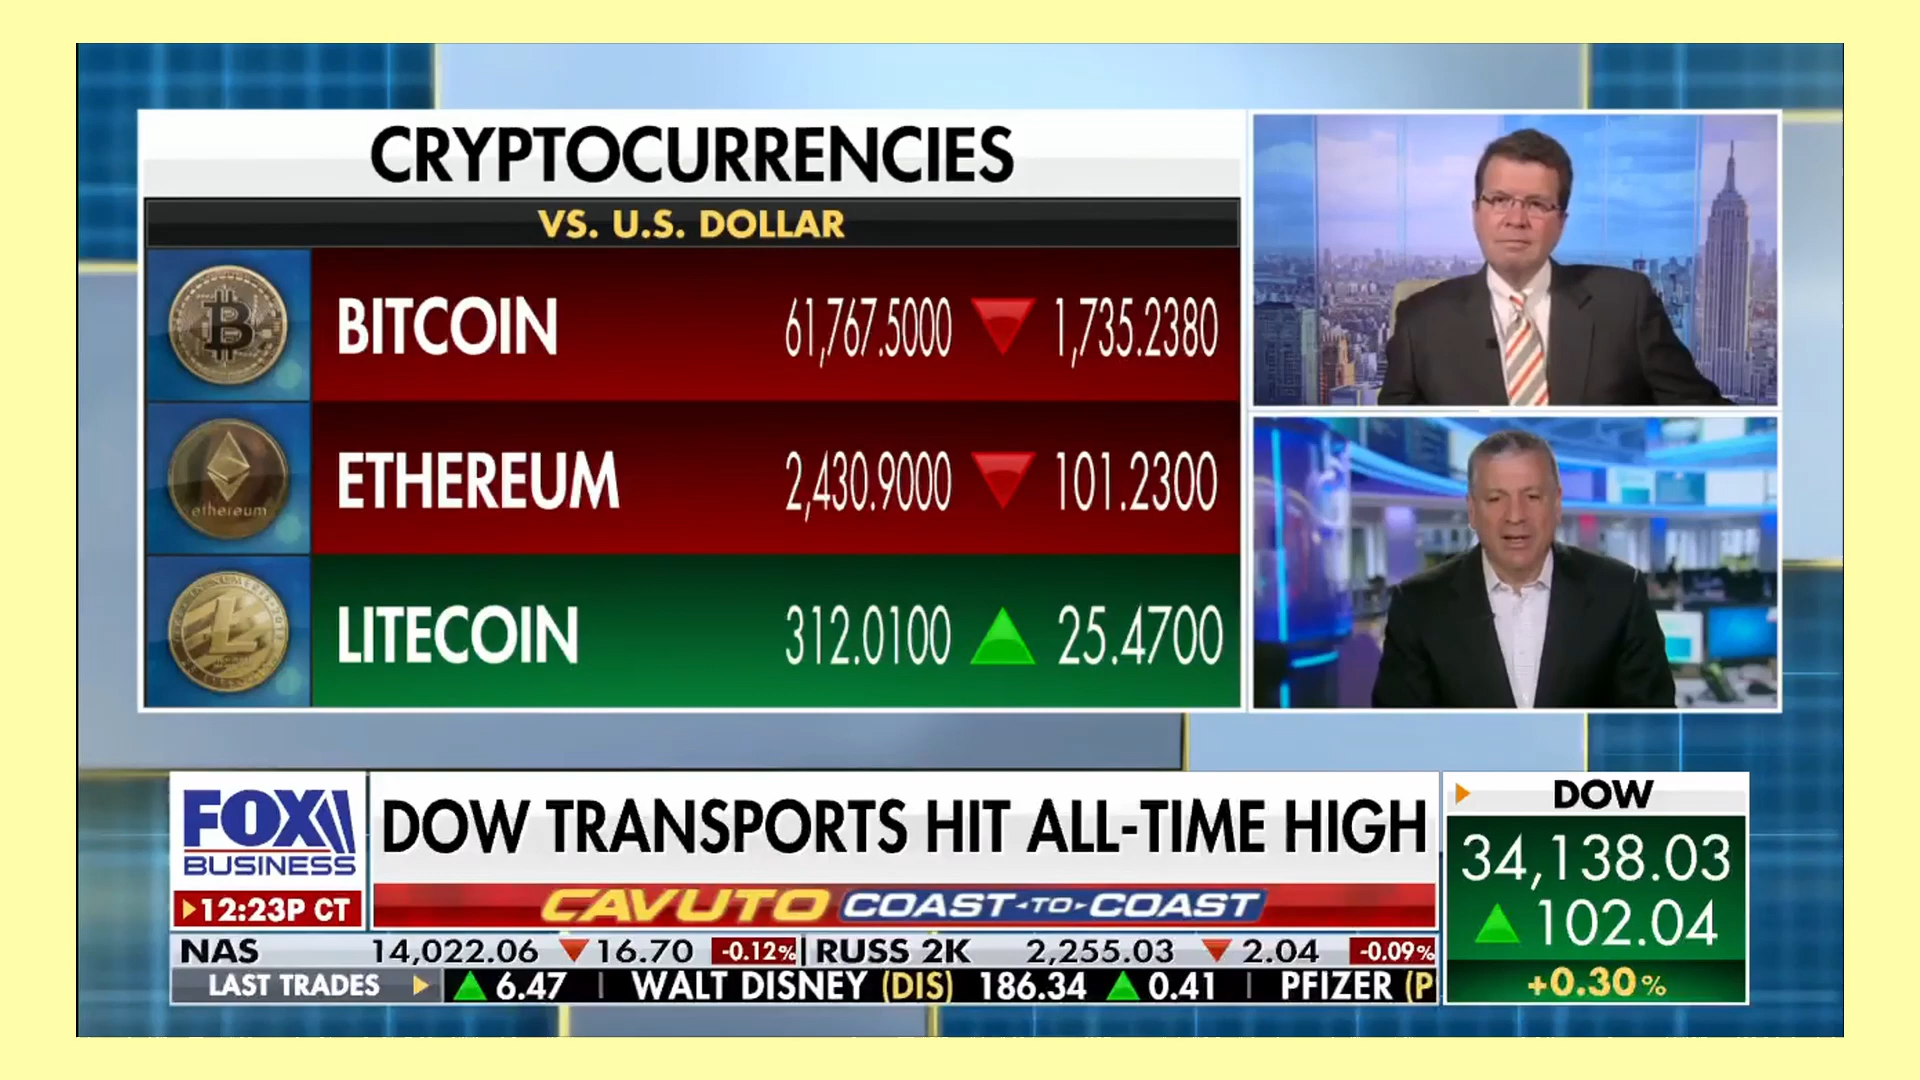 CRYPTOCURRENCIES
VS. U.S. DOLLAR
BITCOIN 61,767.5000 ▼ 1,735.2380
ethereum
ETHEREUM 2,430.9000 ▼ 101.2300
LITECOIN 312.0100 ▲ 25.4700
FOX
BUSINESS
12:23P CT
DOW TRANSPORTS HIT ALL-TIME HIGH
CAVUTO COAST-TO-COAST
NAS 14,022.06 ▼ 16.70 -0.12% RUSS 2K 2,255.03 ▼ 2.04 -0.09%
LAST TRADES ▲ 6.47 | WALT DISNEY (DIS) 186.34 ▲ 0.41 | PFIZER (P
DOW
34,138.03
▲ 102.04
+0.30%